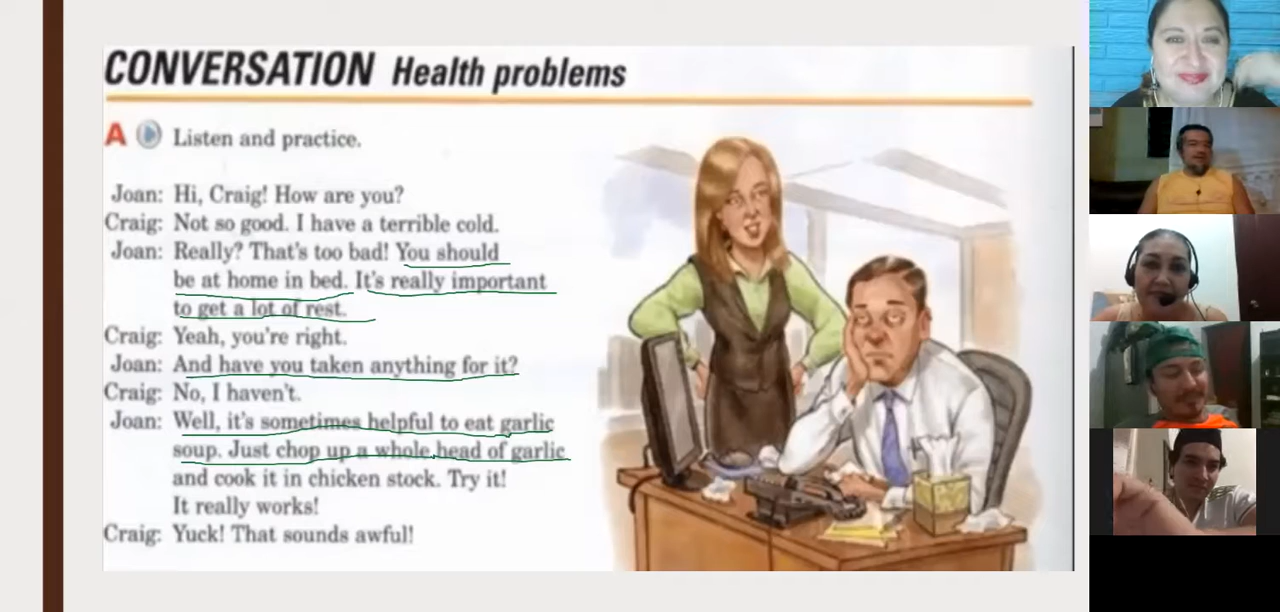 CONVERSATION Health problems
A Listen and practice.
Joan: Hi, Craig! How are you?
Craig: Not so good. I have a terrible cold.
Joan: Really? That's too bad! You should
be at home in bed. It's really important
to get a lot of rest.
Craig: Yeah, you're right.
Joan: And have you taken anything for it?
Craig: No, I haven't.
Joan: Well, it's sometimes helpful to eat garlic
soup. Just chop up a whole head of garlic
and cook it in chicken stock. Try it!
It really works!
Craig: Yuck! That sounds awful!